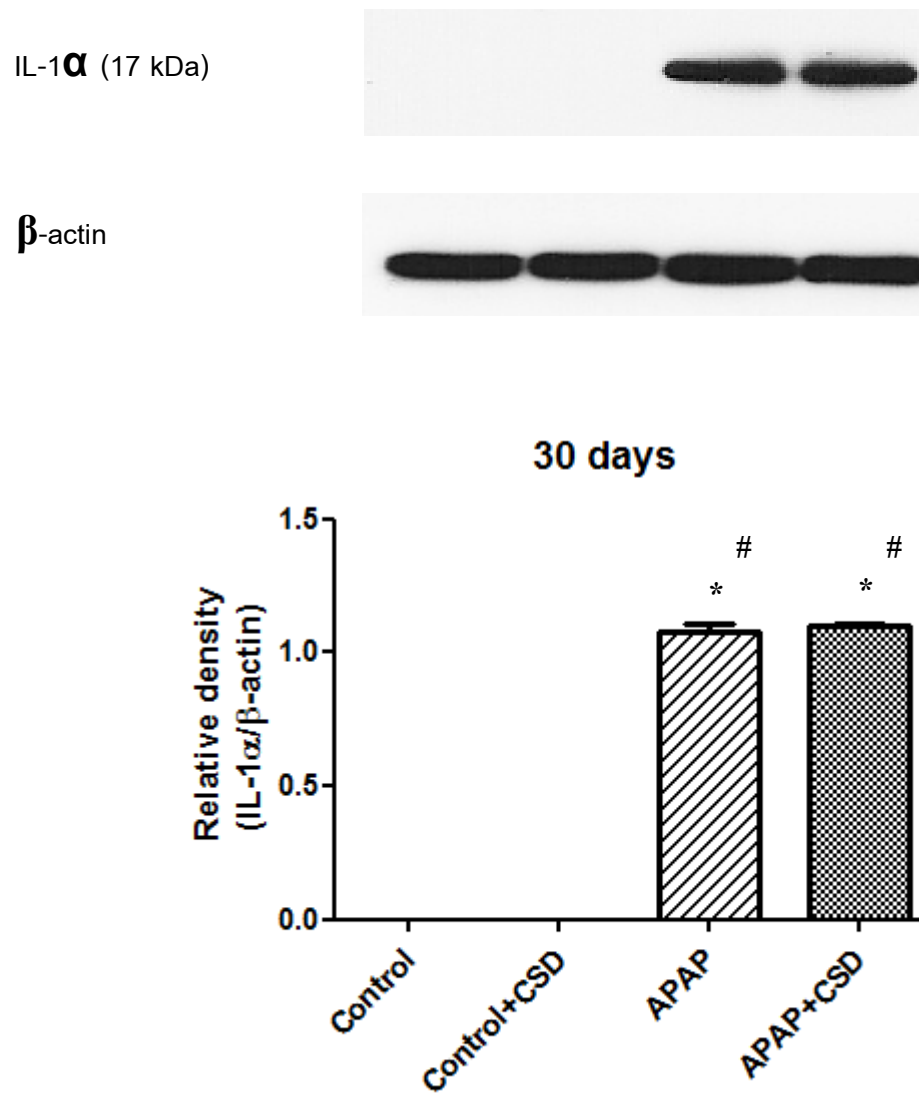 IL-1α (17 kDa)
β-actin
30 days
1.5
1.0
0.5
0.0
Relative density
(IL-1α/β-actin)
# #
* *
Control
Control+CSD
APAP
APAP+CSD